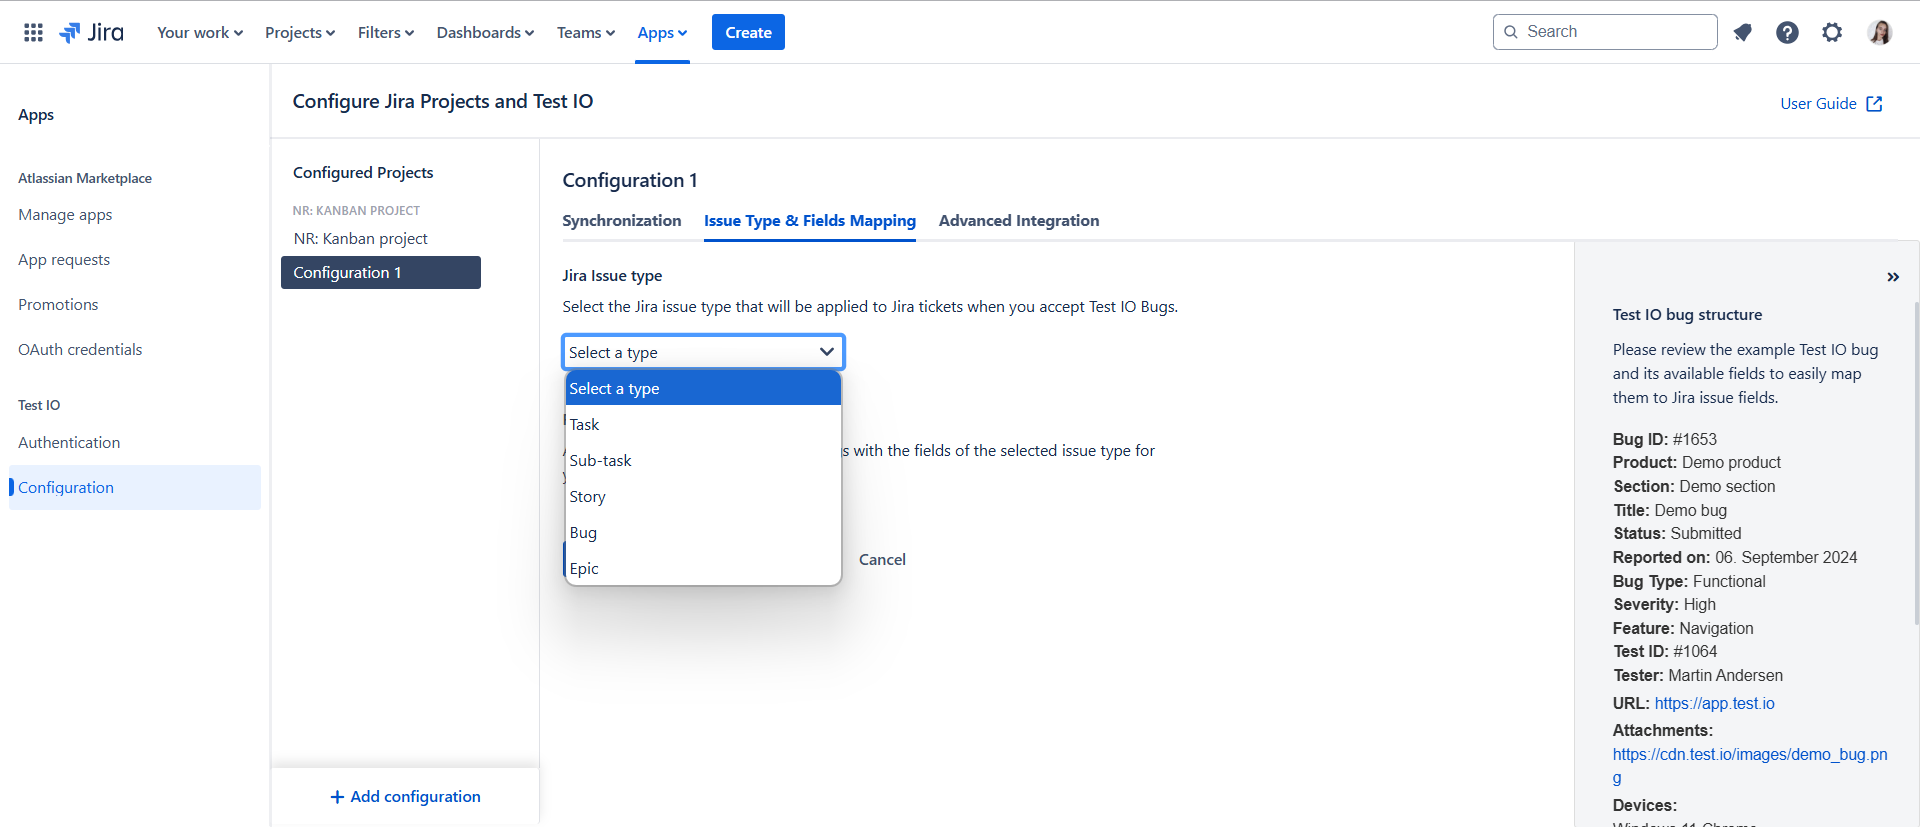 Jira
Your work
Projects
Filters
Dashboards
Teams
Apps
Create
Search
Apps
Atlassian Marketplace
Manage apps
App requests
Promotions
OAuth credentials
Test IO
Authentication
Configuration
Configure Jira Projects and Test IO
User Guide
Configured Projects
NR: KANBAN PROJECT
NR: Kanban project
Configuration 1
+ Add configuration
Configuration 1
Synchronization
Issue Type & Fields Mapping
Advanced Integration
Jira Issue type
Select the Jira issue type that will be applied to Jira tickets when you accept Test IO Bugs.
Select a type
Select a type
Task
Sub-task
Story
Bug
Epic
with the fields of the selected issue type for
Cancel
Test IO bug structure
Please review the example Test IO bug
and its available fields to easily map
them to Jira issue fields.
Bug ID: #1653
Product: Demo product
Section: Demo section
Title: Demo bug
Status: Submitted
Reported on: 06. September 2024
Bug Type: Functional
Severity: High
Feature: Navigation
Test ID: #1064
Tester: Martin Andersen
URL: https://app.test.io
Attachments:
https://cdn.test.io/images/demo_bug.pn
g
Devices:
Windows 11 Chrome